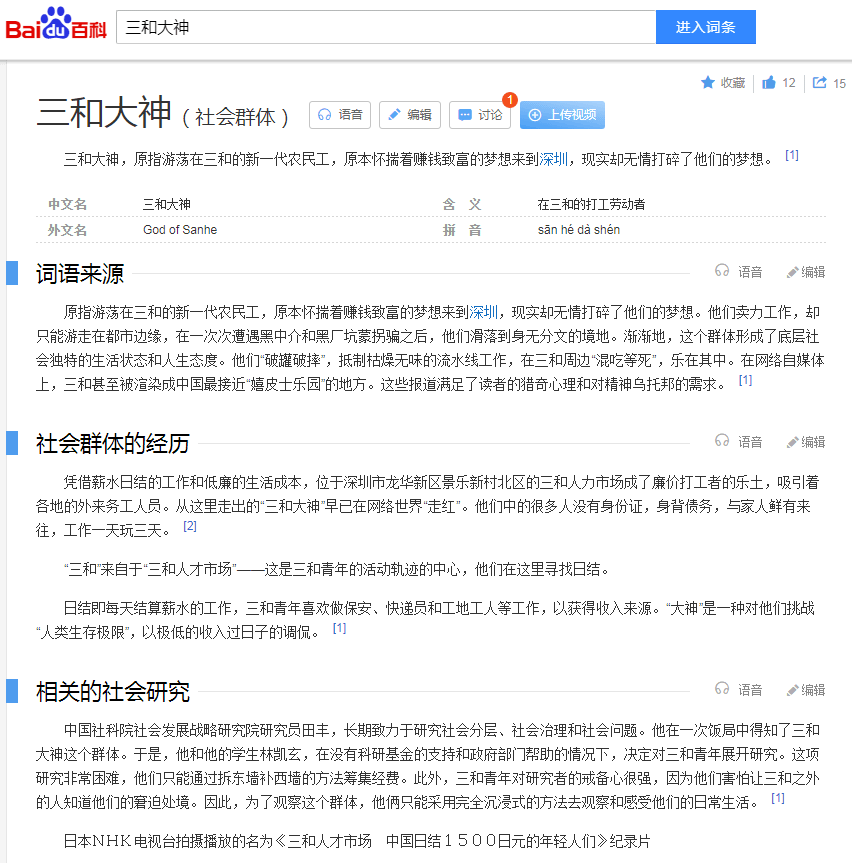 Bai du 百科
三和大神
进入词条
收藏 12 15
三和大神（社会群体） 语音 编辑 讨论 1 上传视频
三和大神，原指游荡在三和的新一代农民工，原本怀揣着赚钱致富的梦想来到深圳，现实却无情打碎了他们的梦想。 [1]
中文名 三和大神 含 义 在三和的打工劳动者
外文名 God of Sanhe 拼 音 sān hé dà shén
词语来源 语音 编辑
原指游荡在三和的新一代农民工，原本怀揣着赚钱致富的梦想来到深圳，现实却无情打碎了他们的梦想。他们卖力工作，却
只能游走在都市边缘，在一次次遭遇黑中介和黑厂坑蒙拐骗之后，他们滑落到身无分文的境地。渐渐地，这个群体形成了底层社
会独特的生活状态和人生态度。他们“破罐破摔”，抵制枯燥无味的流水线工作，在三和周边“混吃等死”，乐在其中。在网络自媒体
上，三和甚至被渲染成中国最接近“嬉皮士乐园”的地方。这些报道满足了读者的猎奇心理和对精神乌托邦的需求。 [1]
社会群体的经历 语音 编辑
凭借薪水日结的工作和低廉的生活成本，位于深圳市龙华新区景乐新村北区的三和人力市场成了廉价打工者的乐土，吸引着
各地的外来务工人员。从这里走出的“三和大神”早已在网络世界“走红”。他们中的很多人没有身份证，身背债务，与家人鲜有来
往，工作一天玩三天。 [2]
“三和”来自于“三和人才市场”——这是三和青年的活动轨迹的中心，他们在这里寻找日结。
日结即每天结算薪水的工作，三和青年喜欢做保安、快递员和工地工人等工作，以获得收入来源。“大神”是一种对他们挑战
“人类生存极限”，以极低的收入过日子的调侃。 [1]
相关的社会研究 语音 编辑
中国社科院社会发展战略研究院研究员田丰，长期致力于研究社会分层、社会治理和社会问题。他在一次饭局中得知了三和
大神这个群体。于是，他和他的学生林凯玄，在没有科研基金的支持和政府部门帮助的情况下，决定对三和青年展开研究。这项
研究非常困难，他们只能通过拆东墙补西墙的方法筹集经费。此外，三和青年对研究者的戒备心很强，因为他们害怕让三和之外
的人知道他们的窘迫处境。因此，为了观察这个群体，他俩只能采用完全沉浸式的方法去观察和感受他们的日常生活。 [1]
日本ＮＨＫ电视台拍摄播放的名为《三和人才市场　中国日结１５００日元的年轻人们》纪录片